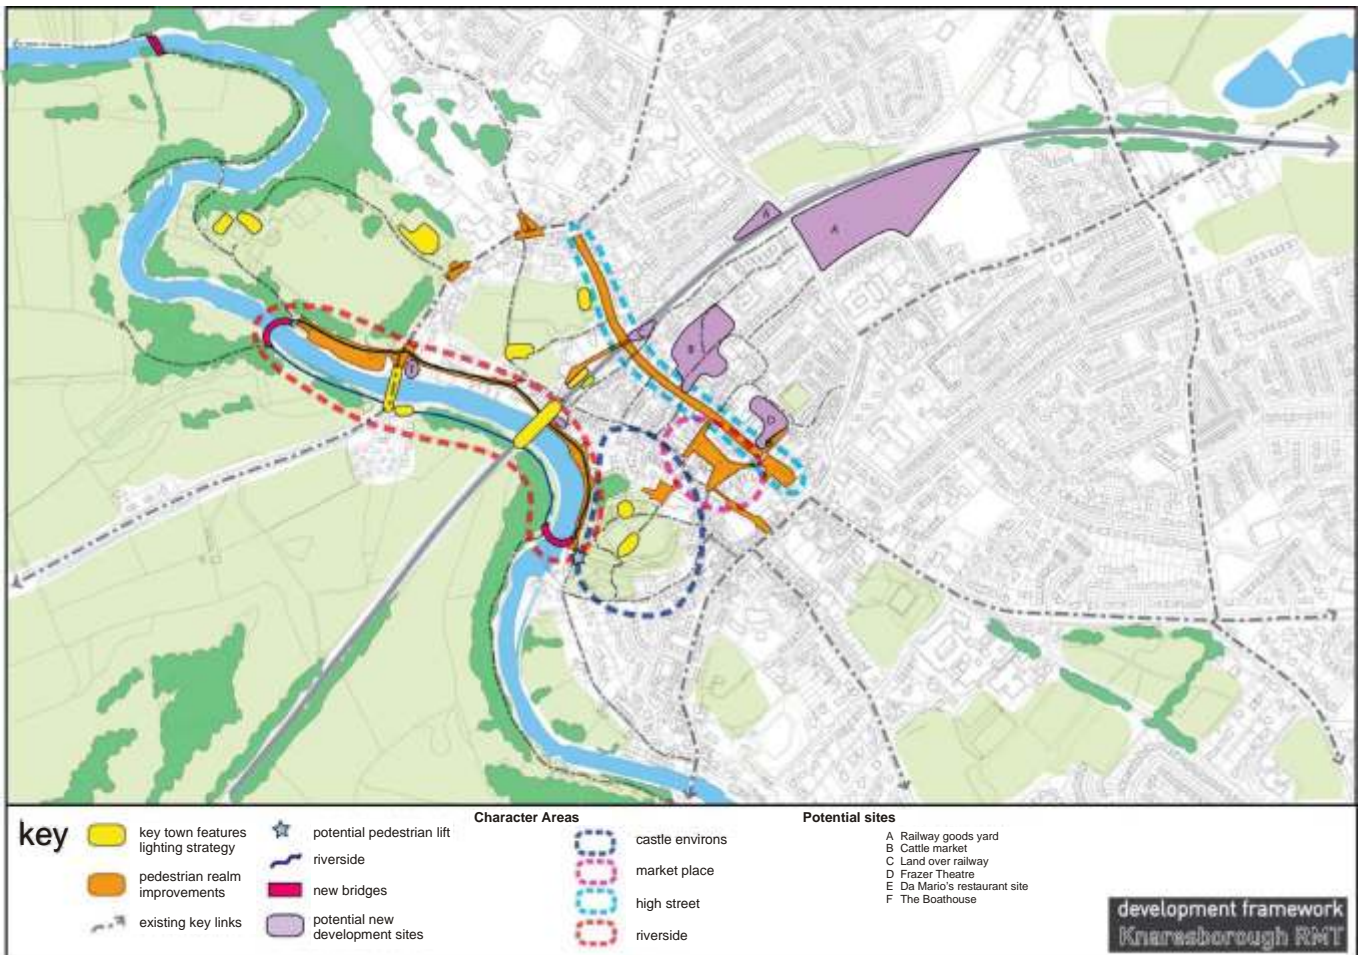 A
A
B
D
key
key town features
lighting strategy
pedestrian realm
improvements
existing key links
potential pedestrian lift
riverside
new bridges
potential new
development sites
Character Areas
castle environs
market place
high street
riverside
Potential sites
A Railway goods yard
B Cattle market
C Land over railway
D Frazer Theatre
E Da Mario's restaurant site
F The Boathouse
development framework
Knaresborough RMT